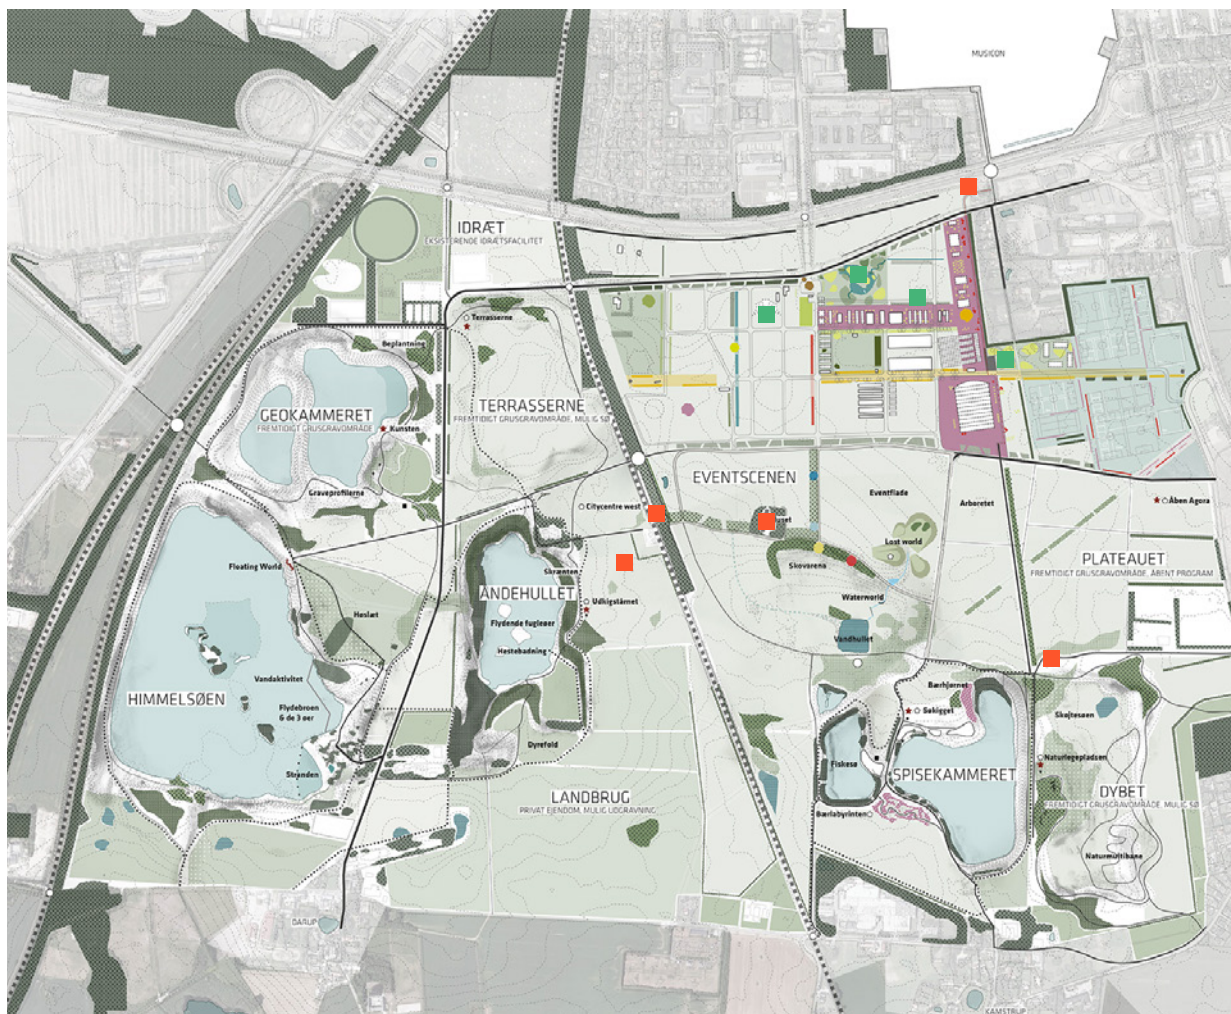 MUSICON
IDRÆT
EKSISTERENDE IDRÆTSFACILITET
Terrasserne
Beplantning
GEOKAMMERET
FREMTIDIGT GRUSGRAVOMRÅDE
Kunsten
TERRASSERNE
FREMTIDIGT GRUSGRAVOMRÅDE, MULIG SØ
Graveprofilerne
EVENTSCENEN
Citycentre west
Eventflade
Arboretet
Åben Agora
Lost world
PLATEAUET
FREMTIDIGT GRUSGRAVOMRÅDE, ÅBENT PROGRAM
Floating World
Skrænten
Skovarena
ANDEHULLET
Waterworld
Udkigstårnet
Høslæt
Flydende fugleøer
Vandhullet
Hestebadning
Vandaktivitet
HIMMELSØEN
Flydebroen
& de 3 øer
Bærhjørnet
Søkigget
Skøjtesøen
Dyrefold
Stranden
Fiskesø
SPISEKAMMERET
Naturlegepladsen
LANDBRUG
PRIVAT EJENDOM, MULIG UDGRAVNING
DYBET
FREMTIDIGT GRUSGRAVOMRÅDE, MULIG SØ
Bærlabyrinten
Naturmultibane
DARUP
KAMSTRUP